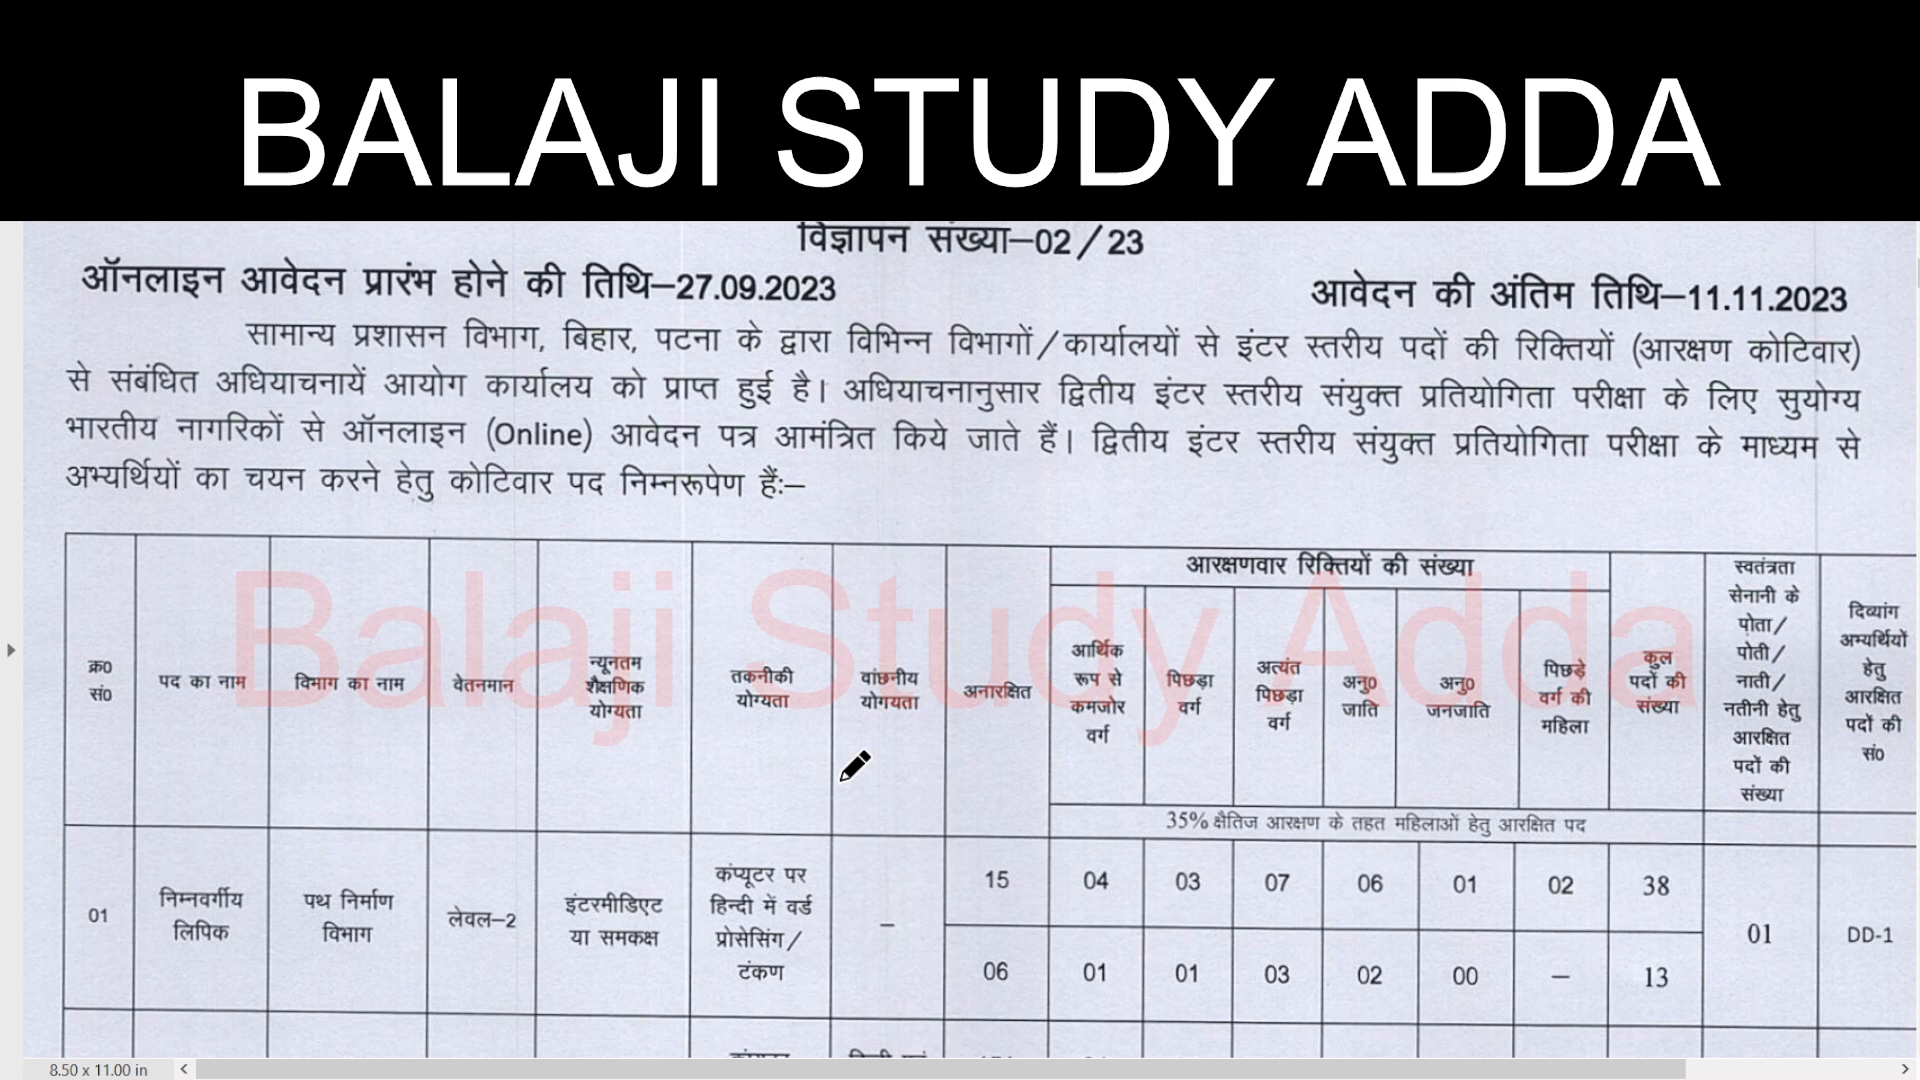 BALAJI STUDY ADDA
विज्ञापन संख्या–02/23
ऑनलाइन आवेदन प्रारंभ होने की तिथि–27.09.2023
आवेदन की अंतिम तिथि–11.11.2023
सामान्य प्रशासन विभाग, बिहार, पटना के द्वारा विभिन्न विभागों/कार्यालयों से इंटर स्तरीय पदों की रिक्तियों (आरक्षण कोटिवार)
से संबंधित अधियाचनायें आयोग कार्यालय को प्राप्त हुई है। अधियाचनानुसार द्वितीय इंटर स्तरीय संयुक्त प्रतियोगिता परीक्षा के लिए सुयोग्य
भारतीय नागरिकों से ऑनलाइन (Online) आवेदन पत्र आमंत्रित किये जाते हैं। द्वितीय इंटर स्तरीय संयुक्त प्रतियोगिता परीक्षा के माध्यम से
अभ्यर्थियों का चयन करने हेतु कोटिवार पद निम्नरूपेण हैंः–
Balaji Study Adda
क्र0
सं0
पद का नाम
विभाग का नाम
वेतनमान
न्यूनतम
शैक्षणिक
योग्यता
तकनीकी
योग्यता
वांछनीय
योगयता
अनारक्षित
आरक्षणवार रिक्तियों की संख्या
आर्थिक
रूप से
कमजोर
वर्ग
पिछड़ा
वर्ग
अत्यंत
पिछड़ा
वर्ग
अनु0
जाति
अनु0
जनजाति
पिछड़े
वर्ग की
महिला
कुल
पदों की
संख्या
स्वतंत्रता
सेनानी के
पोता/
पोती/
नाती/
नतीनी हेतु
आरक्षित
पदों की
संख्या
दिव्यांग
अभ्यर्थियों
हेतु
आरक्षित
पदों की
सं0
35% क्षैतिज आरक्षण के तहत महिलाओं हेतु आरक्षित पद
01
निम्नवर्गीय
लिपिक
पथ निर्माण
विभाग
लेवल–2
इंटरमीडिएट
या समकक्ष
कंप्यूटर पर
हिन्दी में वर्ड
प्रोसेसिंग/
टंकण
–
15 04 03 07 06 01 02 38
06 01 01 03 02 00 – 13
01
DD-1
8.50 x 11.00 in